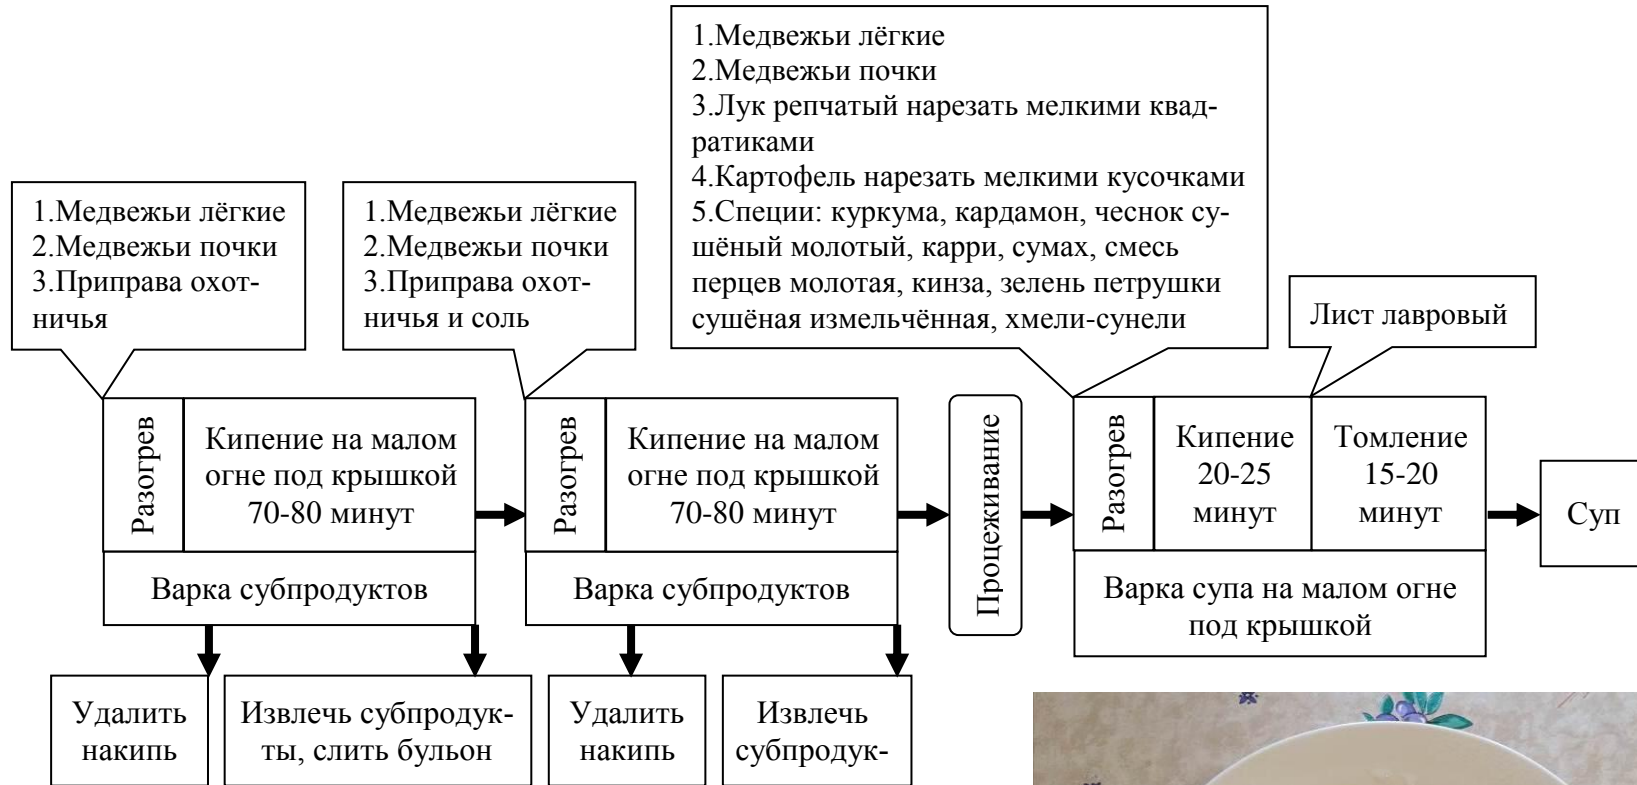 1.Медвежьи лёгкие
2.Медвежьи почки
3.Приправа охот-
ничья
1.Медвежьи лёгкие
2.Медвежьи почки
3.Приправа охот-
ничья и соль
1.Медвежьи лёгкие
2.Медвежьи почки
3.Лук репчатый нарезать мелкими квад-
ратиками
4.Картофель нарезать мелкими кусочками
5.Специи: куркума, кардамон, чеснок су-
шёный молотый, карри, сумах, смесь
перцев молотая, кинза, зелень петрушки
сушёная измельчённая, хмели-сунели
Лист лавровый
Разогрев
Кипение на малом
огне под крышкой
70-80 минут
Варка субпродуктов
Удалить
накипь
Извлечь субпродук-
ты, слить бульон
Разогрев
Кипение на малом
огне под крышкой
70-80 минут
Варка субпродуктов
Удалить
накипь
Извлечь
субпродук-
Процеживание
Разогрев
Кипение
20-25
минут
Томление
15-20
минут
Варка супа на малом огне
под крышкой
Суп